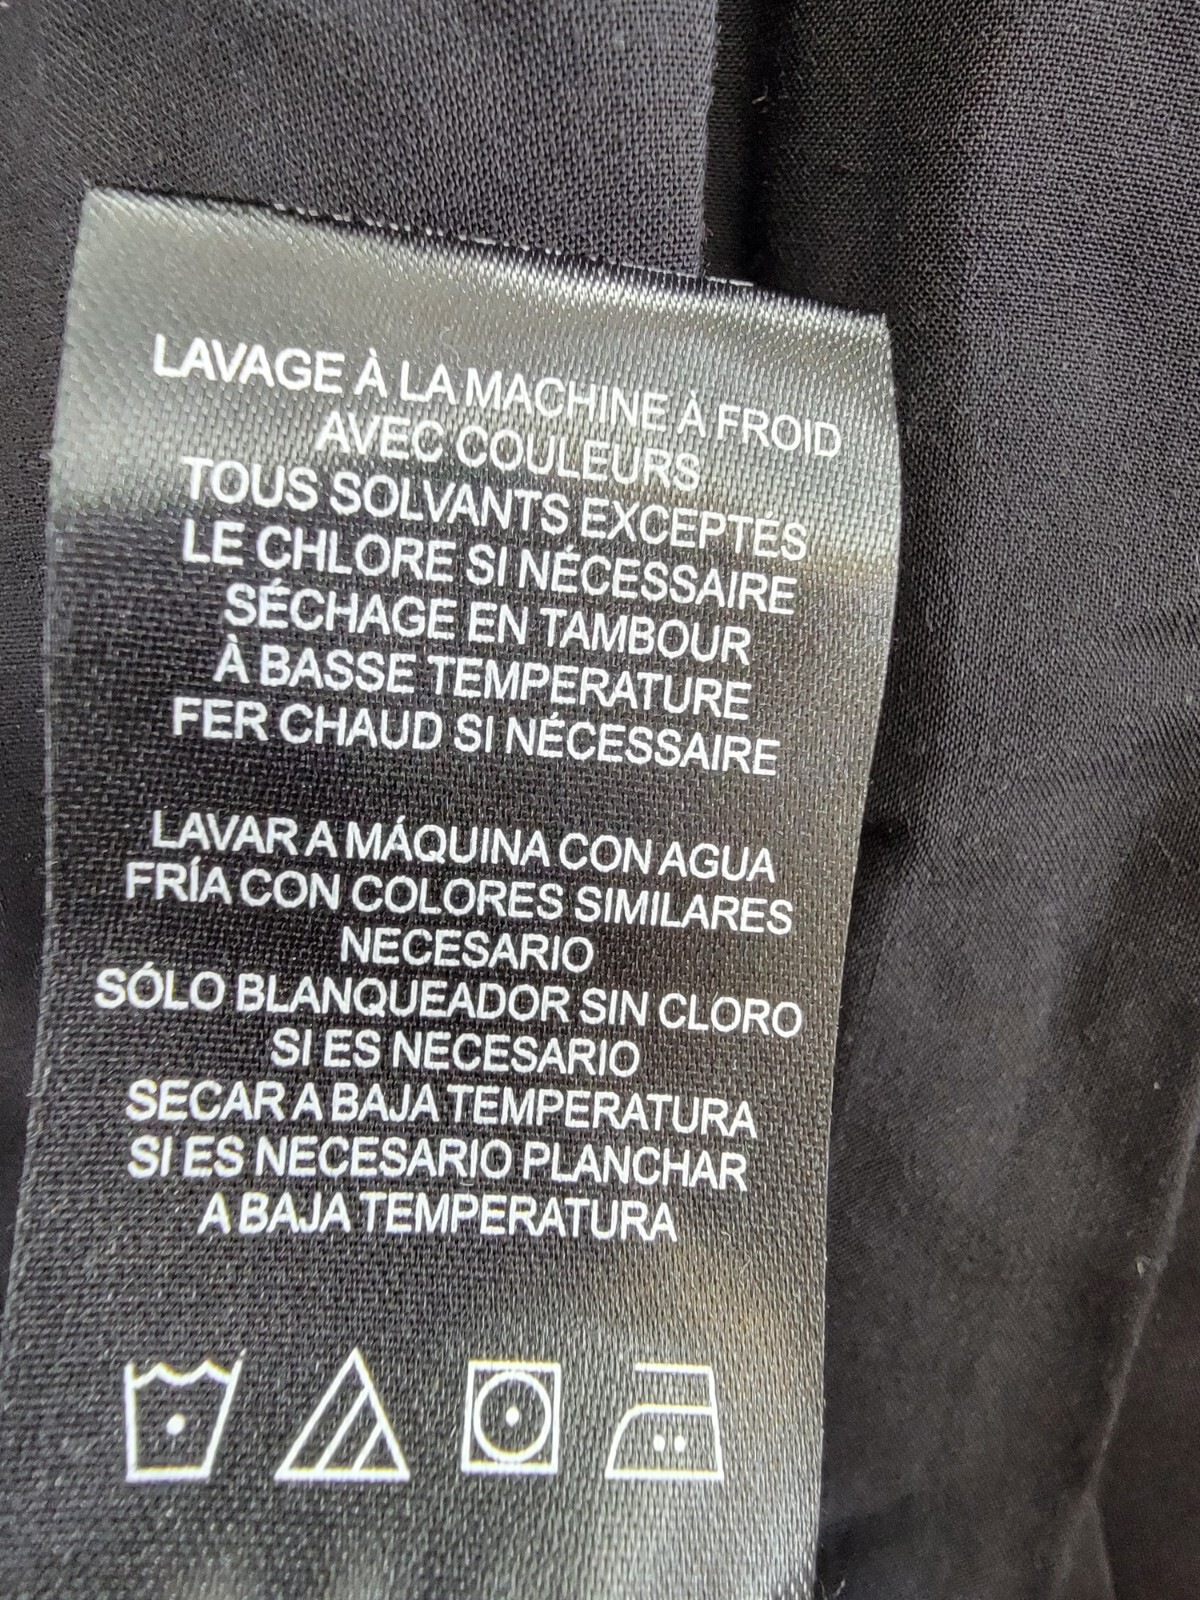 LAVAGE À LA MACHINE À FROID
AVEC COULEURS
TOUS SOLVANTS EXCEPTÉS
LE CHLORE SI NÉCESSAIRE
SÉCHAGE EN TAMBOUR
À BASSE TEMPERATURE
FER CHAUD SI NÉCESSAIRE
LAVAR A MÁQUINA CON AGUA
FRÍA CON COLORES SIMILARES
NECESARIO
SÓLO BLANQUEADOR SIN CLORO
SI ES NECESARIO
SECAR A BAJA TEMPERATURA
SI ES NECESARIO PLANCHAR
A BAJA TEMPERATURA